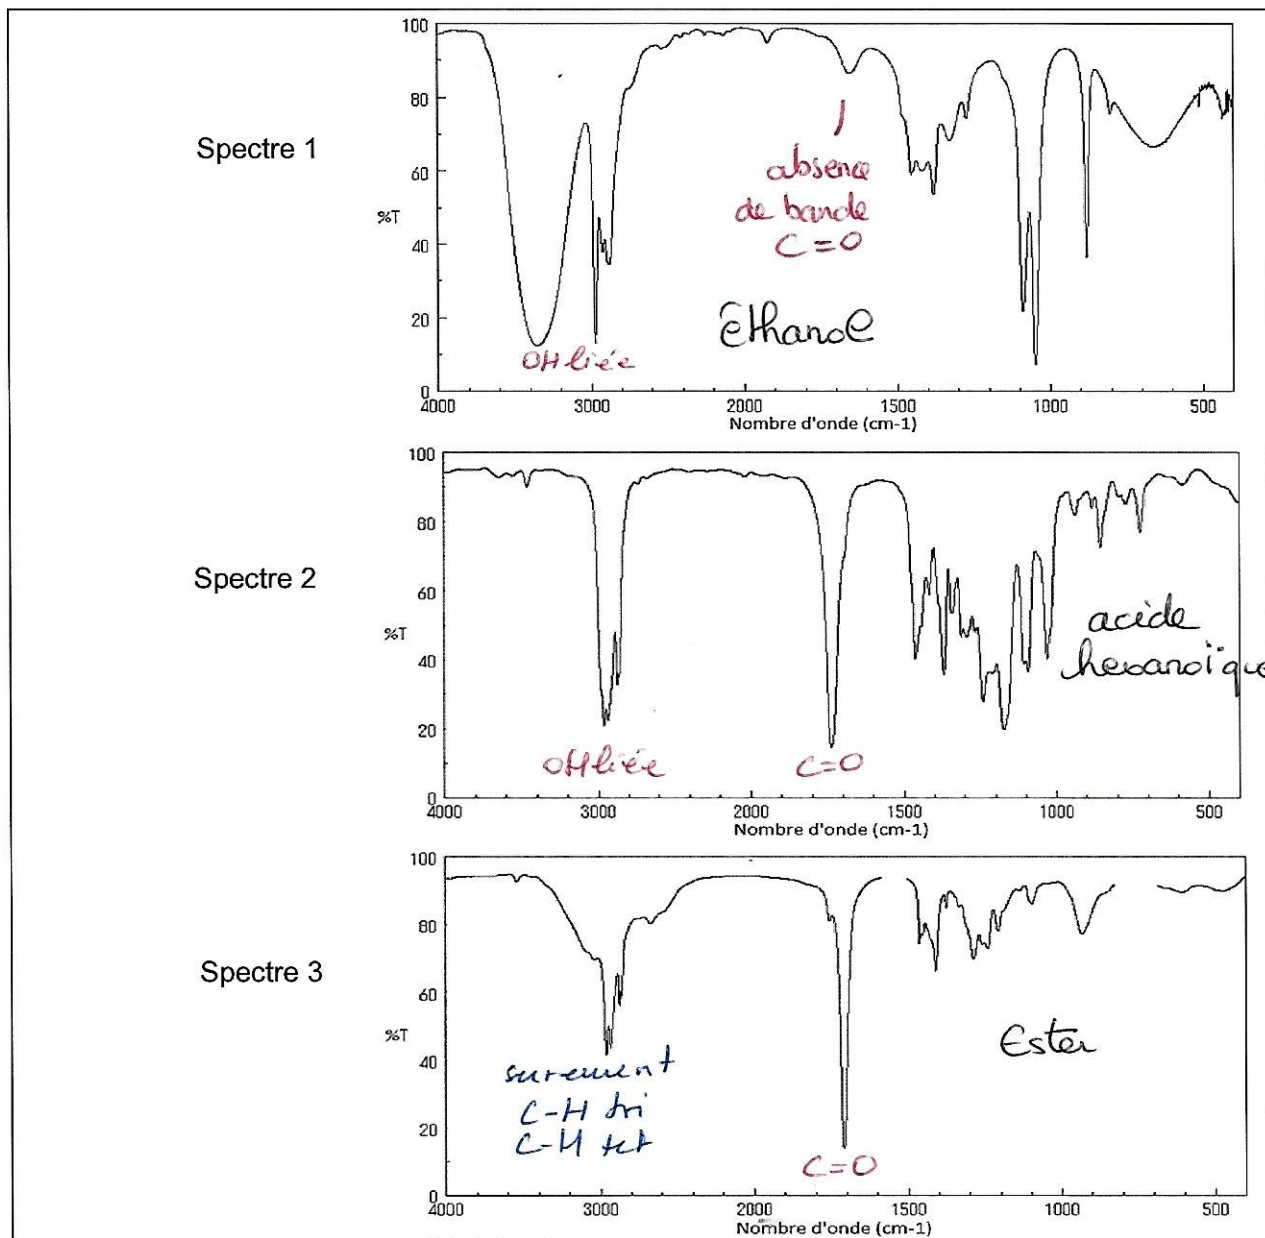 Spectre 1
100
80
60
%T
40
20
0
absence
de bande
C=O
éthanol
OH liée
4000 3000 2000 1500 1000 500
Nombre d'onde (cm-1)
Spectre 2
100
80
60
%T
40
20
0
acide
hexanoïque
OH liée
C=O
4000 3000 2000 1500 1000 500
Nombre d'onde (cm-1)
Spectre 3
100
80
60
%T
40
20
0
Ester
surement
C-H tri
C-H tet
C=O
4000 3000 2000 1500 1000 500
Nombre d'onde (cm-1)